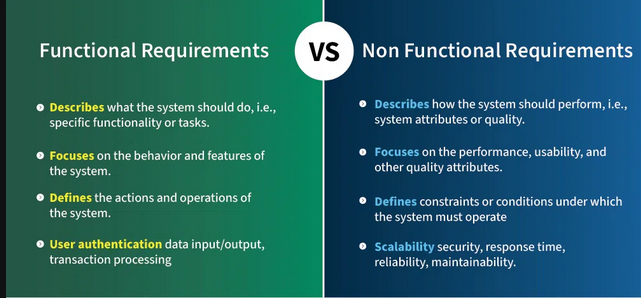 Functional Requirements
VS
Non Functional Requirements
Describes what the system should do, i.e.,
specific functionality or tasks.
Focuses on the behavior and features of
the system.
Defines the actions and operations of
the system.
User authentication data input/output,
transaction processing
Describes how the system should perform, i.e.,
system attributes or quality.
Focuses on the performance, usability, and
other quality attributes.
Defines constraints or conditions under which
the system must operate
Scalability security, response time,
reliability, maintainability.